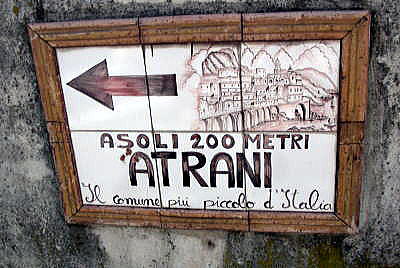 A SOLI 200 METRI
ATRANI
Il comune più piccolo d'Italia